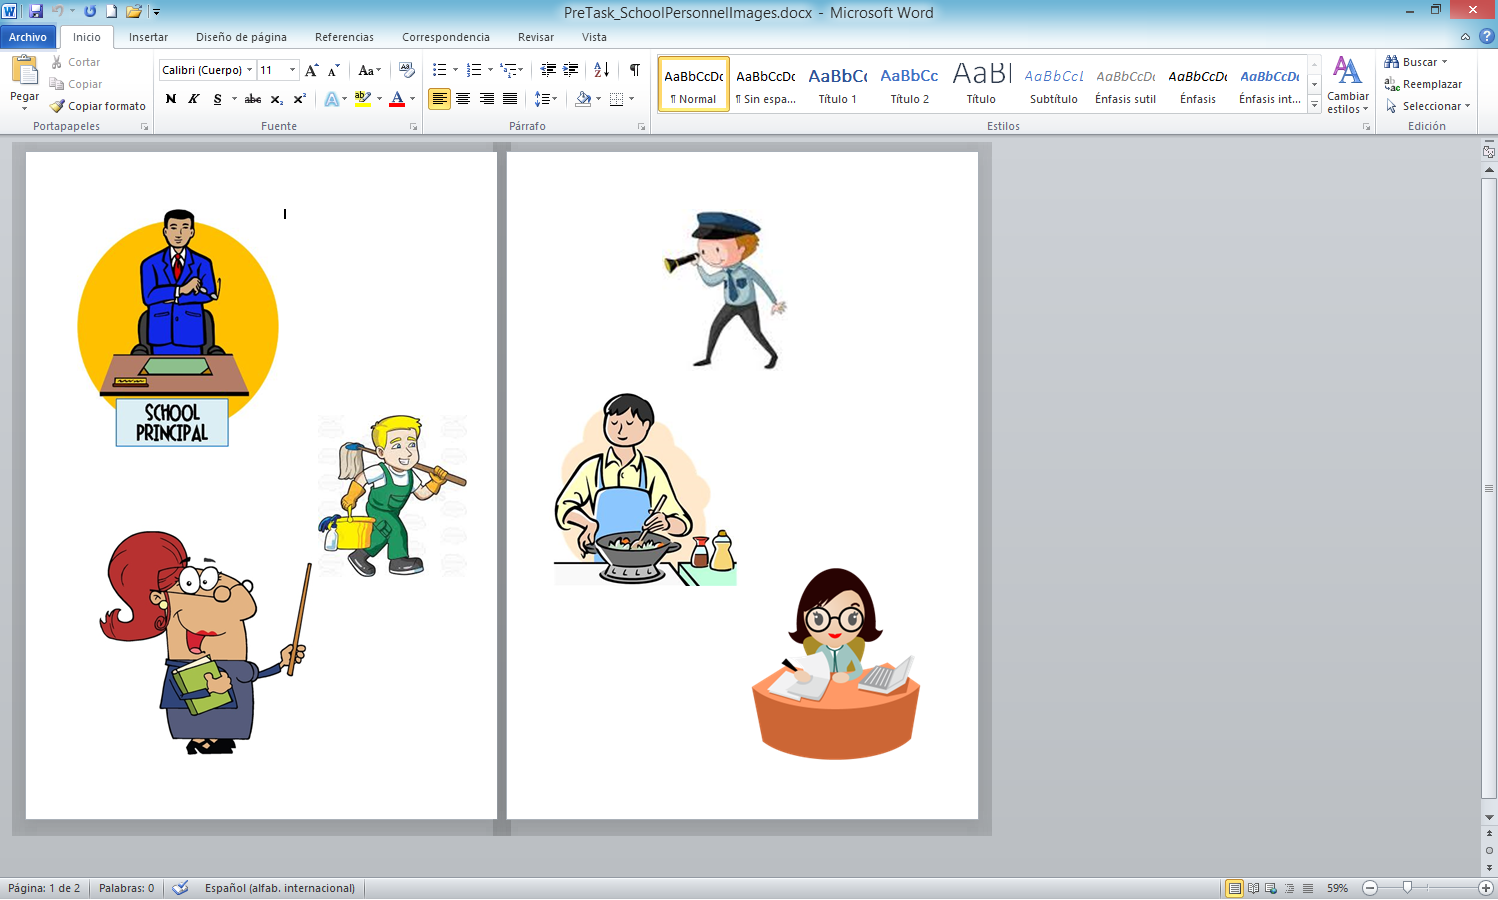 PreTask_SchoolPersonnelImages.docx - Microsoft Word
Archivo Inicio Insertar Diseño de página Referencias Correspondencia Revisar Vista
Pegar
Cortar
Copiar
Copiar formato
Portapapeles
Calibri (Cuerpo) 11
N K S abc x₂ x²
Fuente
Párrafo
AaBbCcDc AaBbCcDc AaBbCc AaBbCc AaBl AaBbCcL AaBbCcDc AaBbCcDc AaBbCcDc
¶ Normal ¶ Sin espa... Título 1 Título 2 Título Subtítulo Énfasis sutil Énfasis Énfasis int...
Cambiar estilos
Estilos
Buscar
Reemplazar
Seleccionar
Edición
SCHOOL
PRINCIPAL
Página: 1 de 2 Palabras: 0 Español (alfab. internacional) 59%